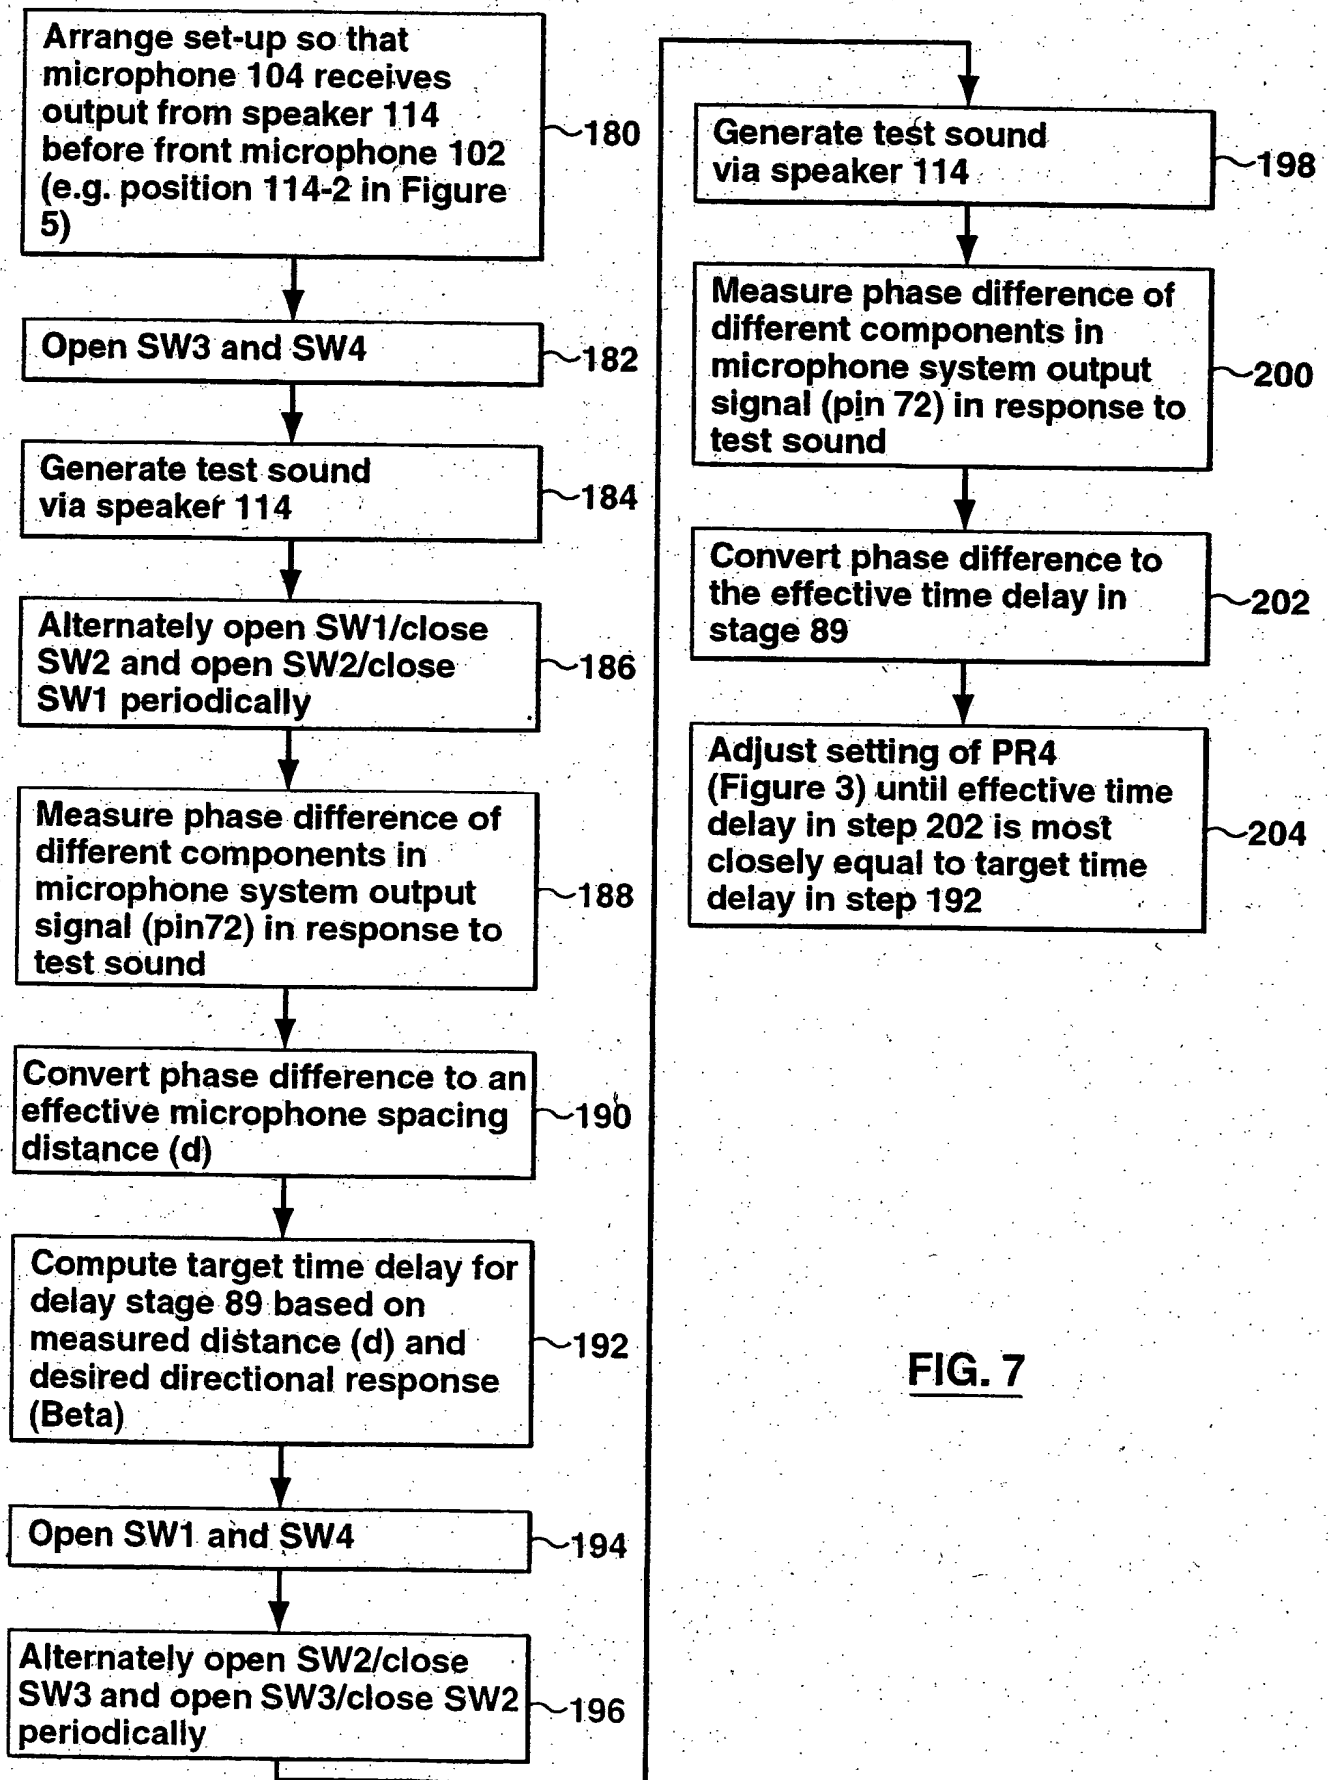 Arrange set-up so that
microphone 104 receives
output from speaker 114
before front microphone 102
(e.g. position 114-2 in Figure
5)
180
Open SW3 and SW4
182
Generate test sound
via speaker 114
184
Alternately open SW1/close
SW2 and open SW2/close
SW1 periodically
186
Measure phase difference of
different components in
microphone system output
signal (pin72) in response to
test sound
188
Convert phase difference to an
effective microphone spacing
distance (d)
190
Compute target time delay for
delay stage 89 based on
measured distance (d) and
desired directional response
(Beta)
192
Open SW1 and SW4
194
Alternately open SW2/close
SW3 and open SW3/close SW2
periodically
196
Generate test sound
via speaker 114
198
Measure phase difference of
different components in
microphone system output
signal (pin 72) in response to
test sound
200
Convert phase difference to
the effective time delay in
stage 89
202
Adjust setting of PR4
(Figure 3) until effective time
delay in step 202 is most
closely equal to target time
delay in step 192
204
FIG. 7